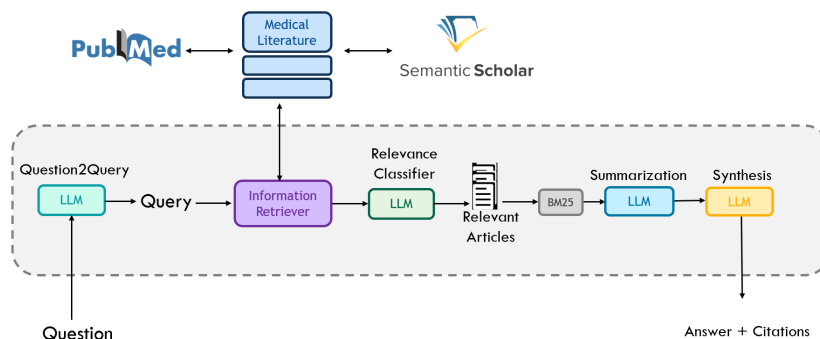 PubMed
Medical
Literature
Semantic Scholar
Question2Query
LLM
Query
Information
Retriever
Relevance
Classifier
LLM
Relevant
Articles
BM25
Summarization
LLM
Synthesis
LLM
Question
Answer + Citations